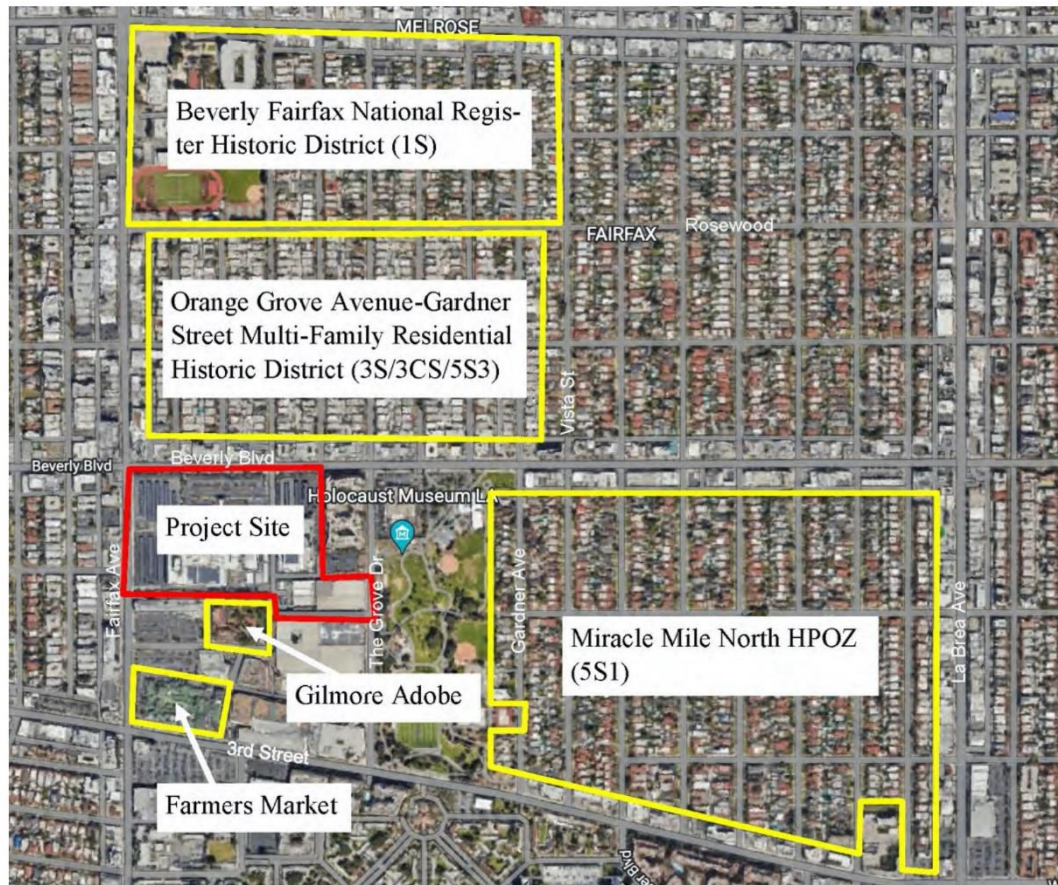 MELROSE
Beverly Fairfax National Regis-
ter Historic District (1S)
FAIRFAX
Rosewood
Orange Grove Avenue-Gardner
Street Multi-Family Residential
Historic District (3S/3CS/5S3)
Vista St
Beverly Blvd
Beverly Blvd
Holocaust Museum LA
Project Site
Fairfax Ave
The Grove Dr
Gardner Ave
La Brea Ave
Miracle Mile North HPOZ
(5S1)
Gilmore Adobe
3rd Street
Farmers Market
Blvd